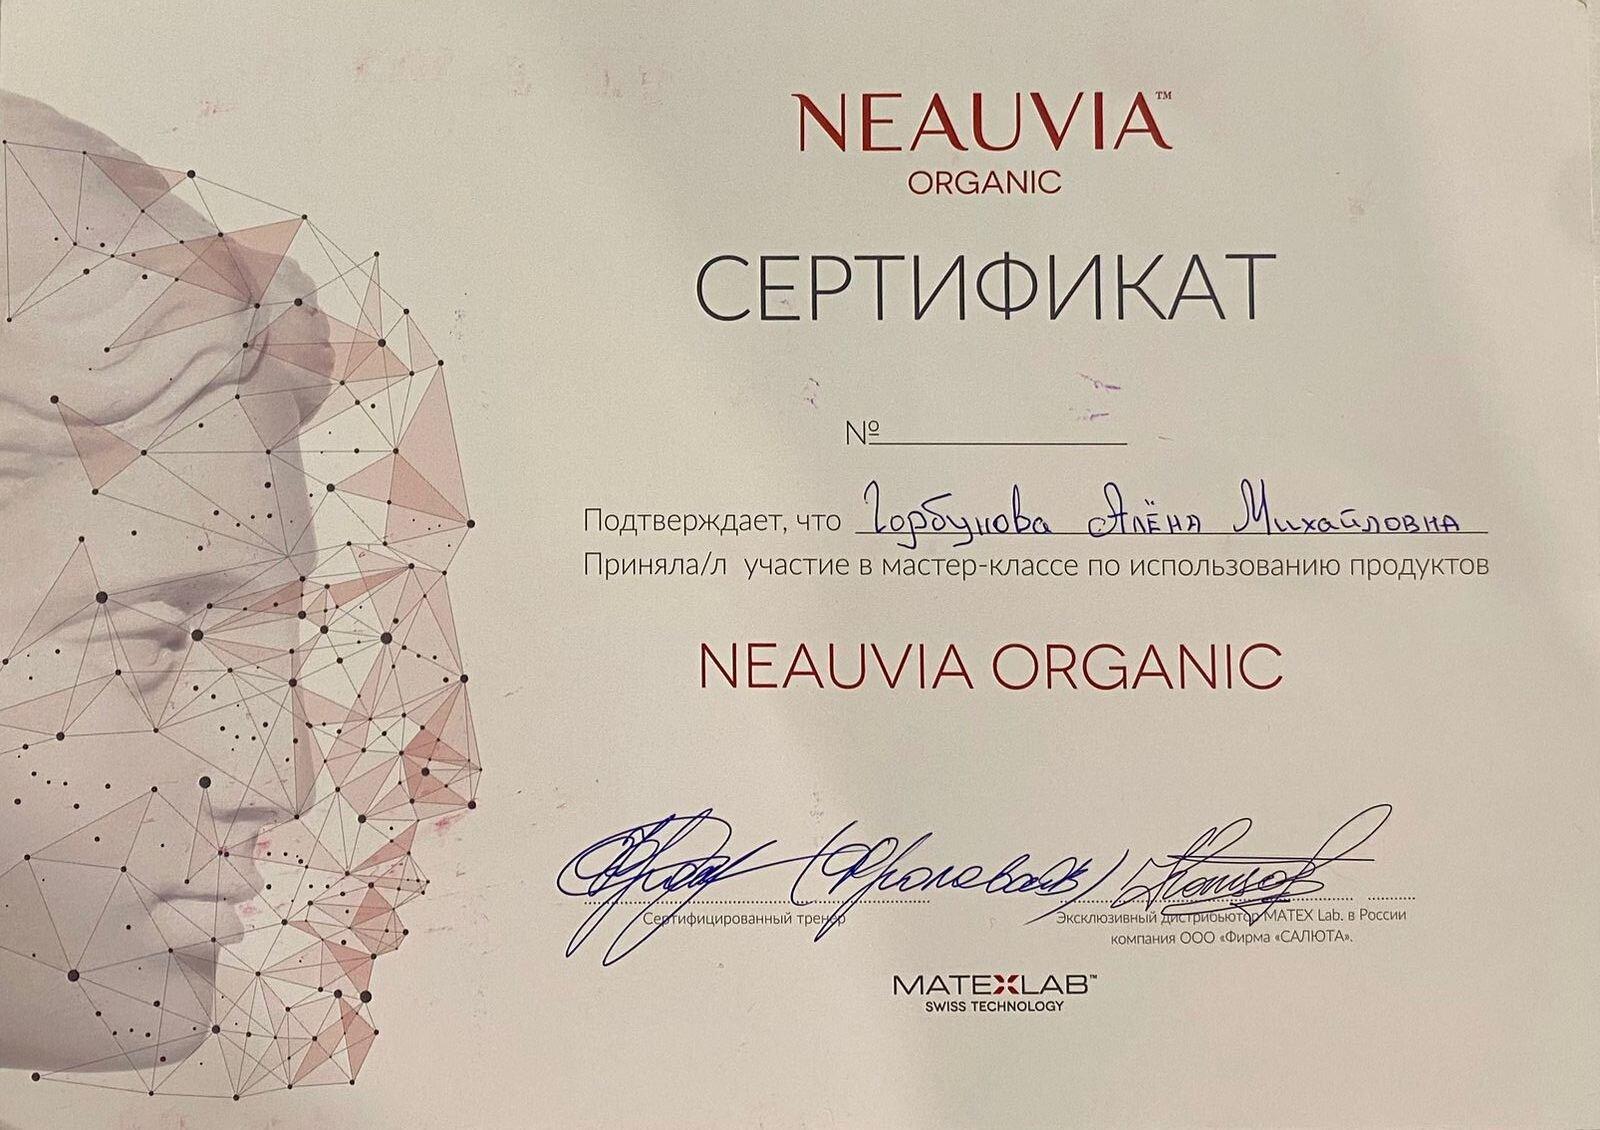 NEAUVIA™
ORGANIC
СЕРТИФИКАТ
№
Подтверждает, что Горбунова Алёна Михайловна
Приняла/л участие в мастер-классе по использованию продуктов
NEAUVIA ORGANIC
(Фролова
Сертифицированный тренер
Эксклюзивный дистрибьютор MATEX Lab. в России
компания ООО «Фирма «САЛЮТА».
MATEXLAB™
SWISS TECHNOLOGY